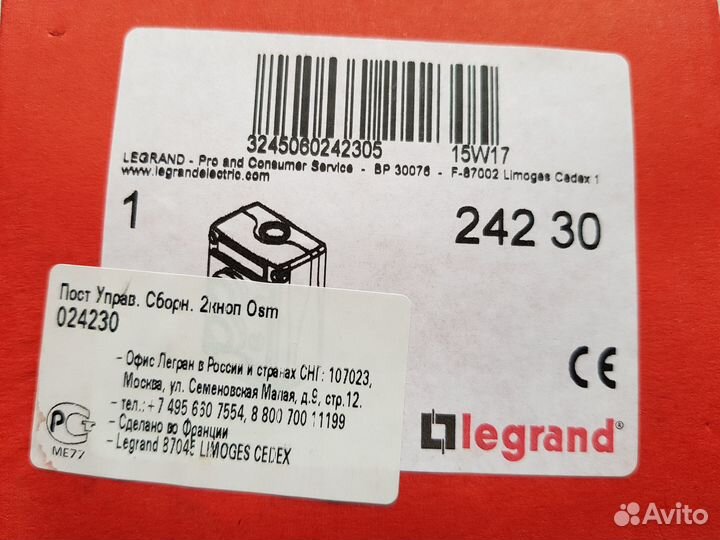 3245060242305 15W17
LEGRAND - Pro and Consumer Service - BP 30076 - F-87002 Limoges Cedex 1
www.legrandelectric.com
1
242 30
Пост Управ. Сборн. 2кноп Osm
024230
– Офис Легран в России и странах СНГ: 107023,
Москва, ул. Семеновская Малая, д.9, стр.12.
– тел.: +7 495 630 7554, 8 800 700 11199
– Сделано во Франции
– Legrand 87045 LIMOGES CEDEX
РСТ
МЕ77
CE
legrand®
Avito